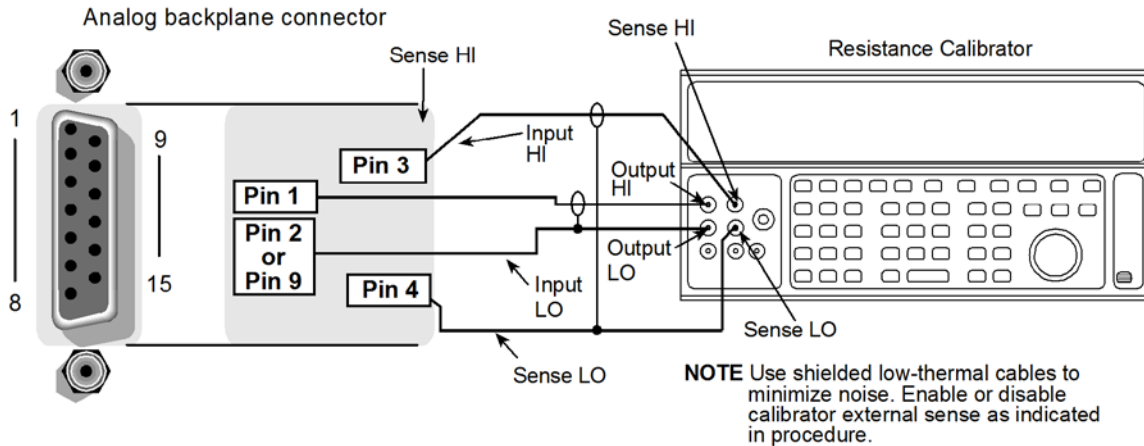 Analog backplane connector
Sense HI
Resistance Calibrator
Sense HI
1
9
Input
HI
Pin 3
Output
HI
Pin 1
Pin 2
or
Pin 9
Output
LO
15
8
Input
LO
Pin 4
Sense LO
Sense LO
NOTE Use shielded low-thermal cables to
minimize noise. Enable or disable
calibrator external sense as indicated
in procedure.